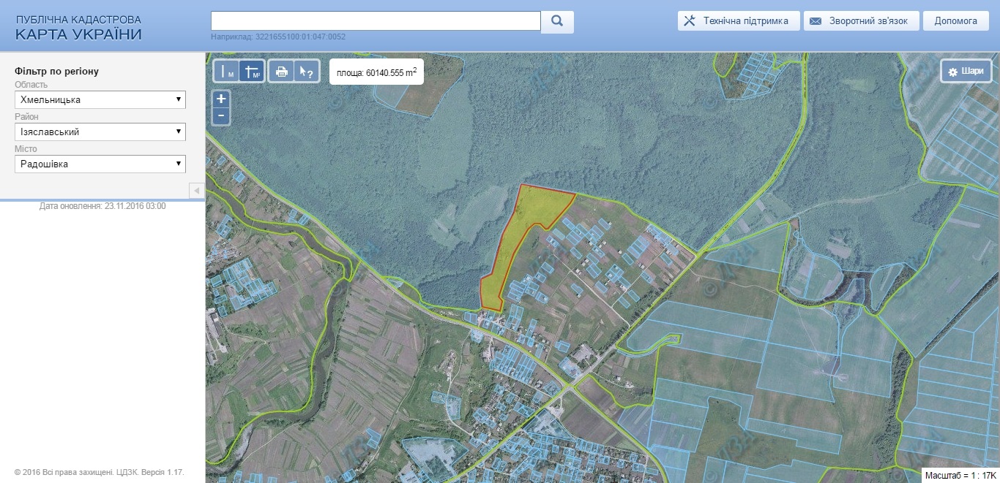 ПУБЛІЧНА КАДАСТРОВА
КАРТА УКРАЇНИ
Наприклад: 3221655100:01:047:0052
Технічна підтримка
Зворотний зв'язок
Допомога
Фільтр по регіону
Область
Хмельницька
Район
Ізяславський
Місто
Радошівка
Дата оновлення: 23.11.2016 03:00
м
м²
?
площа: 60140.555 m²
+
-
Шари
© 2016 Всі права захищені. ЦДЗК. Версія 1.17.
Масштаб = 1 : 17K